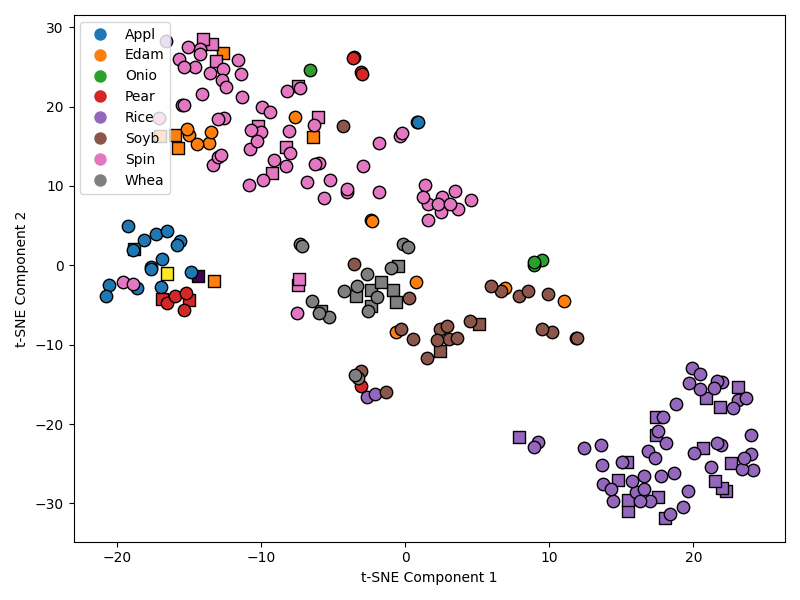 Appl
Edam
Onio
Pear
Rice
Soyb
Spin
Whea
30
20
10
0
−10
−20
−30
t-SNE Component 2
−20
−10
0
10
20
t-SNE Component 1